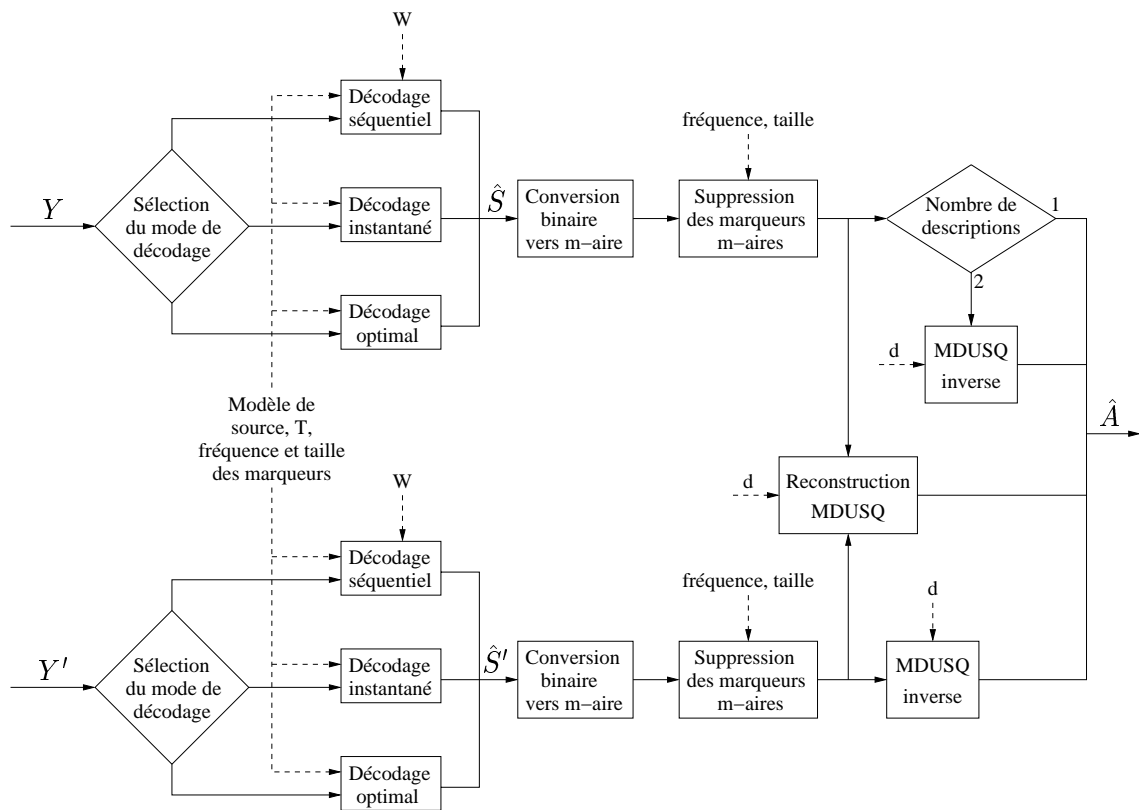 W
Décodage
séquentiel
fréquence, taille
Y
Sélection
du mode de
décodage
Décodage
instantané
Ŝ
Conversion
binaire
vers m−aire
Suppression
des marqueurs
m−aires
Nombre de
descriptions
1
2
Décodage
optimal
d
MDUSQ
inverse
Modèle de
source, T,
fréquence et taille
des marqueurs
Â
W
d
Reconstruction
MDUSQ
Décodage
séquentiel
fréquence, taille
d
Y′
Sélection
du mode de
décodage
Décodage
instantané
Ŝ′
Conversion
binaire
vers m−aire
Suppression
des marqueurs
m−aires
MDUSQ
inverse
Décodage
optimal